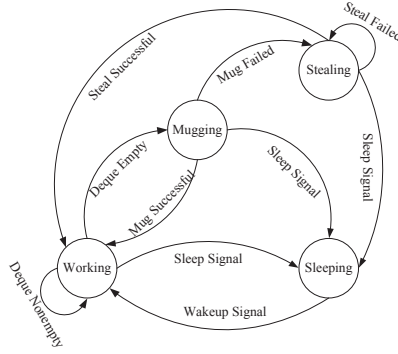 Steal Failed
Steal Successful
Stealing
Mug Failed
Mugging
Deque Empty
Sleep Signal
Sleep Signal
Mug Successful
Working
Sleep Signal
Sleeping
Deque Nonempty
Wakeup Signal